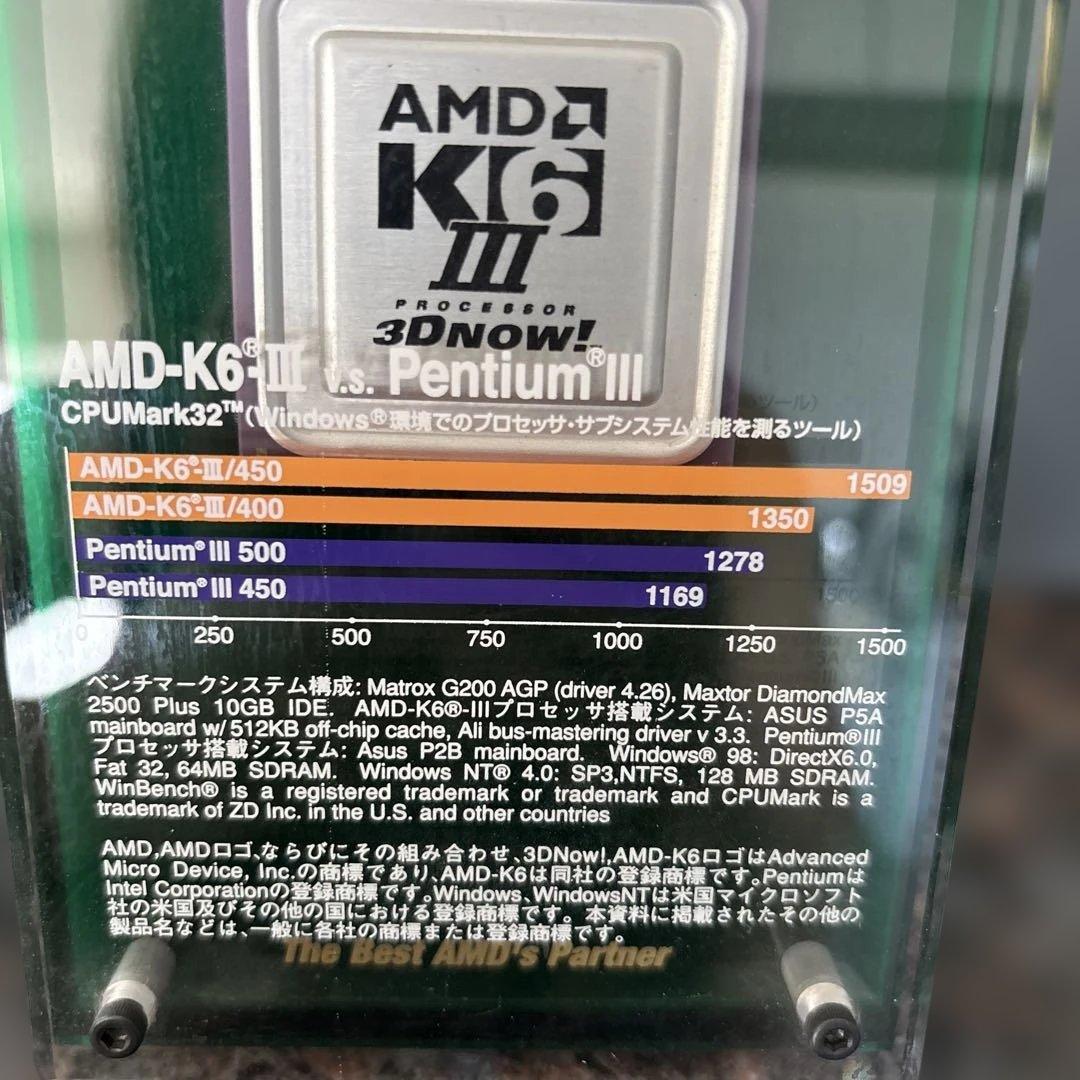 AMD
K6
III
PROCESSOR
3DNOW!
AMD-K6®-III v.s. Pentium®III
CPUMark32™(Windows®環境でのプロセッサ・サブシステム性能を測るツール)
AMD-K6®-III/450 1509
AMD-K6®-III/400 1350
Pentium®III 500 1278
Pentium®III 450 1169
0 250 500 750 1000 1250 1500
ベンチマークシステム構成: Matrox G200 AGP (driver 4.26), Maxtor DiamondMax
2500 Plus 10GB IDE. AMD-K6®-IIIプロセッサ搭載システム: ASUS P5A
mainboard w/ 512KB off-chip cache, Ali bus-mastering driver v 3.3. Pentium®III
プロセッサ搭載システム: Asus P2B mainboard. Windows® 98: DirectX6.0,
Fat 32, 64MB SDRAM. Windows NT® 4.0: SP3,NTFS, 128 MB SDRAM.
WinBench® is a registered trademark or trademark and CPUMark is a
trademark of ZD Inc. in the U.S. and other countries
AMD,AMDロゴ、ならびにその組み合わせ、3DNow!,AMD-K6ロゴはAdvanced
Micro Device, Inc.の商標であり、AMD-K6は同社の登録商標です。Pentiumは
Intel Corporationの登録商標です。Windows、WindowsNTは米国マイクロソフト
社の米国及びその他の国における登録商標です。本資料に掲載されたその他の
製品名などは、一般に各社の商標または登録商標です。
The Best AMD's Partner